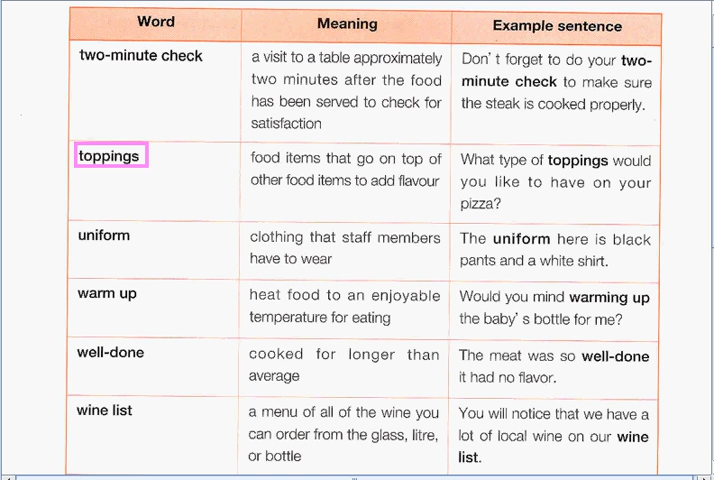 Word
Meaning
Example sentence
two-minute check
a visit to a table approximately
two minutes after the food
has been served to check for
satisfaction
Don't forget to do your two-
minute check to make sure
the steak is cooked properly.
toppings
food items that go on top of
other food items to add flavour
What type of toppings would
you like to have on your
pizza?
uniform
clothing that staff members
have to wear
The uniform here is black
pants and a white shirt.
warm up
heat food to an enjoyable
temperature for eating
Would you mind warming up
the baby's bottle for me?
well-done
cooked for longer than
average
The meat was so well-done
it had no flavor.
wine list
a menu of all of the wine you
can order from the glass, litre,
or bottle
You will notice that we have a
lot of local wine on our wine
list.